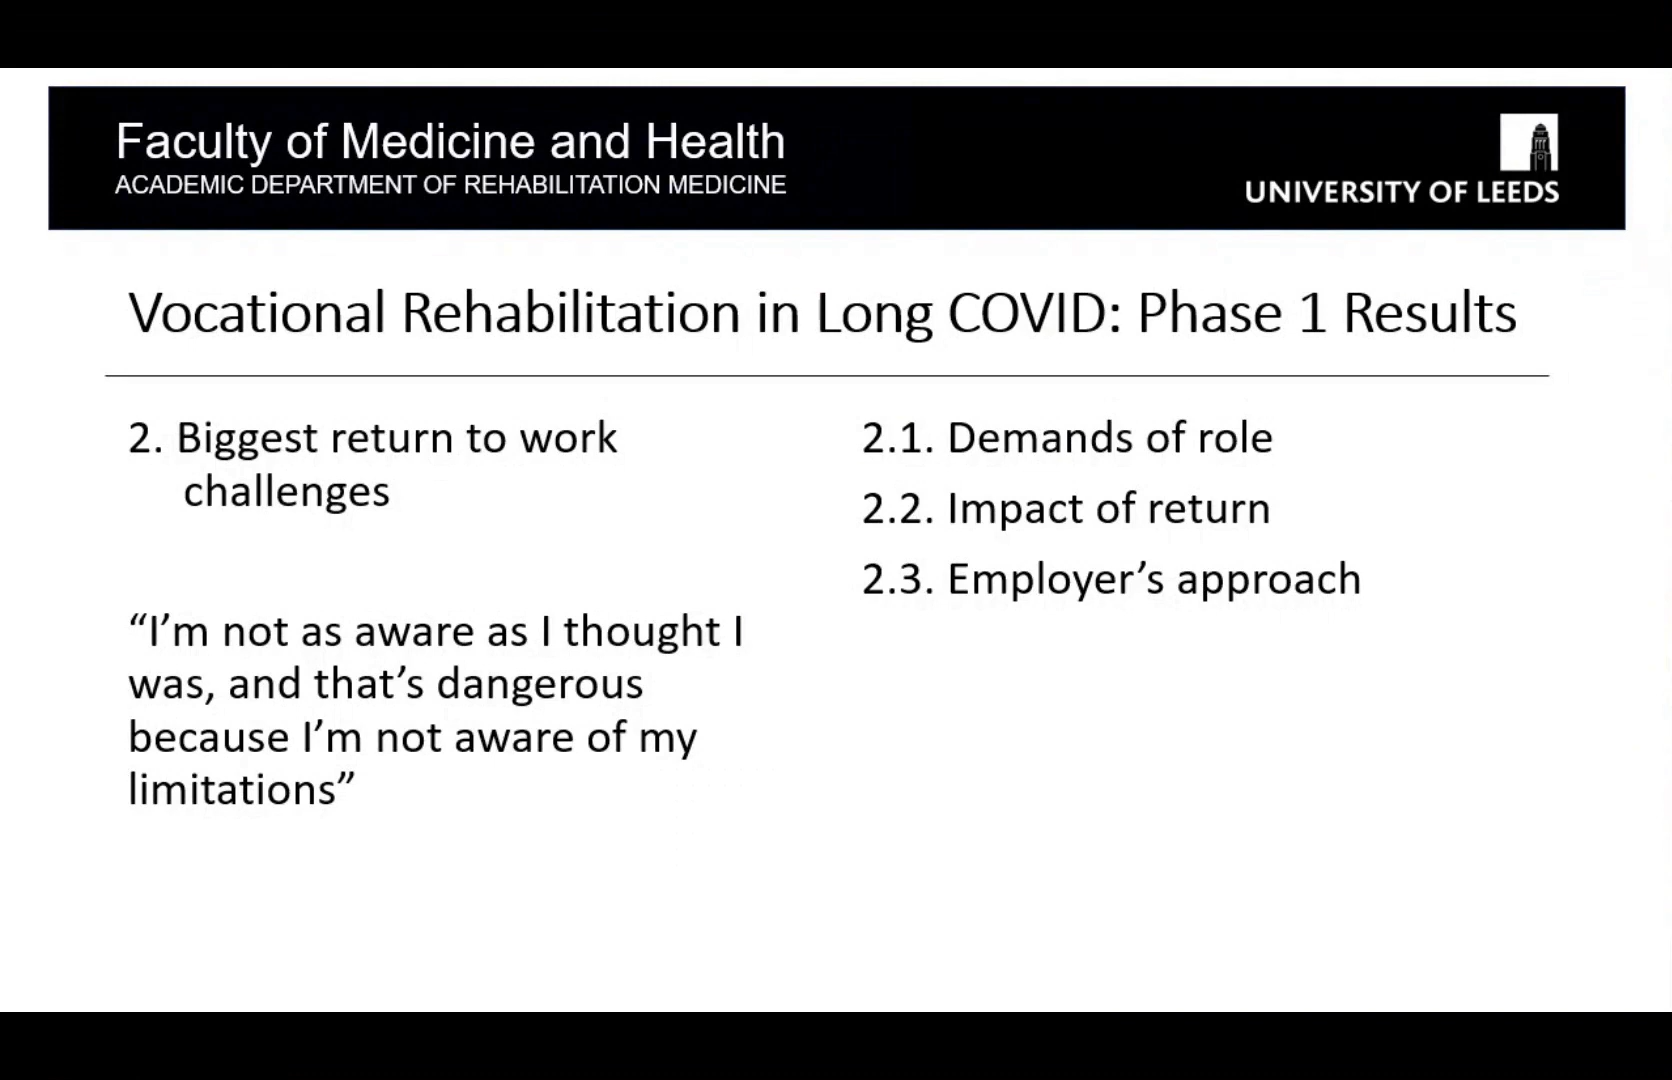 Faculty of Medicine and Health
ACADEMIC DEPARTMENT OF REHABILITATION MEDICINE
UNIVERSITY OF LEEDS
Vocational Rehabilitation in Long COVID: Phase 1 Results
2. Biggest return to work
challenges
“I’m not as aware as I thought I
was, and that’s dangerous
because I’m not aware of my
limitations”
2.1. Demands of role
2.2. Impact of return
2.3. Employer’s approach